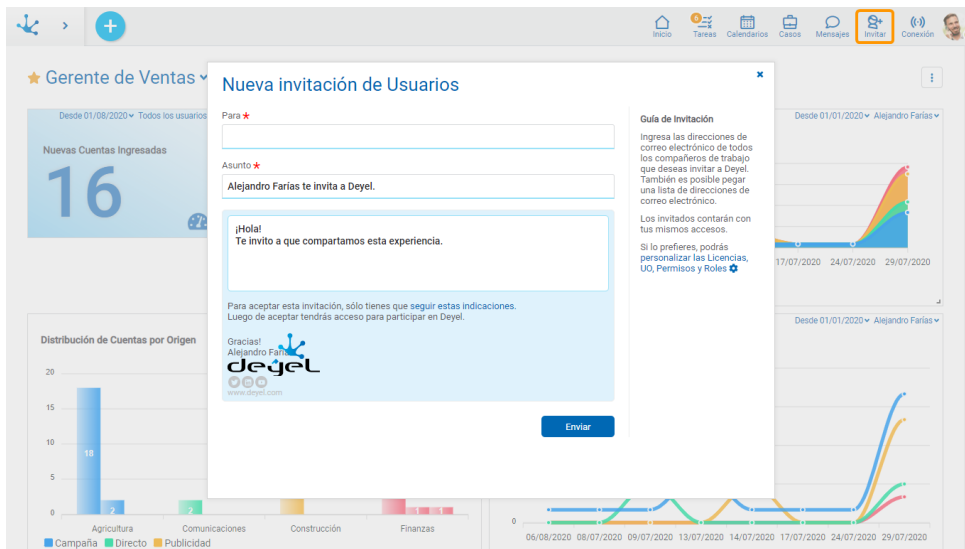 6
Inicio
Tareas
Calendarios
Casos
Mensajes
Invitar
Conexión
Gerente de Ventas
Desde 01/08/2020 Todos los usuarios
Nuevas Cuentas Ingresadas
16
Nueva invitación de Usuarios
Para *
Asunto *
Alejandro Farías te invita a Deyel.
¡Hola!
Te invito a que compartamos esta experiencia.
Para aceptar esta invitación, sólo tienes que seguir estas indicaciones.
Luego de aceptar tendrás acceso para participar en Deyel.
Gracias!
Alejandro Farías
deyel
www.deyel.com
Enviar
Guía de Invitación
Ingresa las direcciones de
correo electrónico de todos
los compañeros de trabajo
que deseas invitar a Deyel.
También es posible pegar
una lista de direcciones de
correo electrónico.
Los invitados contarán con
tus mismos accesos.
Si lo prefieres, podrás
personalizar las Licencias,
UO, Permisos y Roles
Desde 01/01/2020 Alejandro Farías
17/07/2020 24/07/2020 29/07/2020
Distribución de Cuentas por Origen
20
15
10
5
0
18
2
2
Agricultura
Comunicaciones
Construcción
Finanzas
Campaña Directo Publicidad
Desde 01/01/2020 Alejandro Farías
0
06/08/2020 08/07/2020 09/07/2020 13/07/2020 14/07/2020 17/07/2020 24/07/2020 29/07/2020